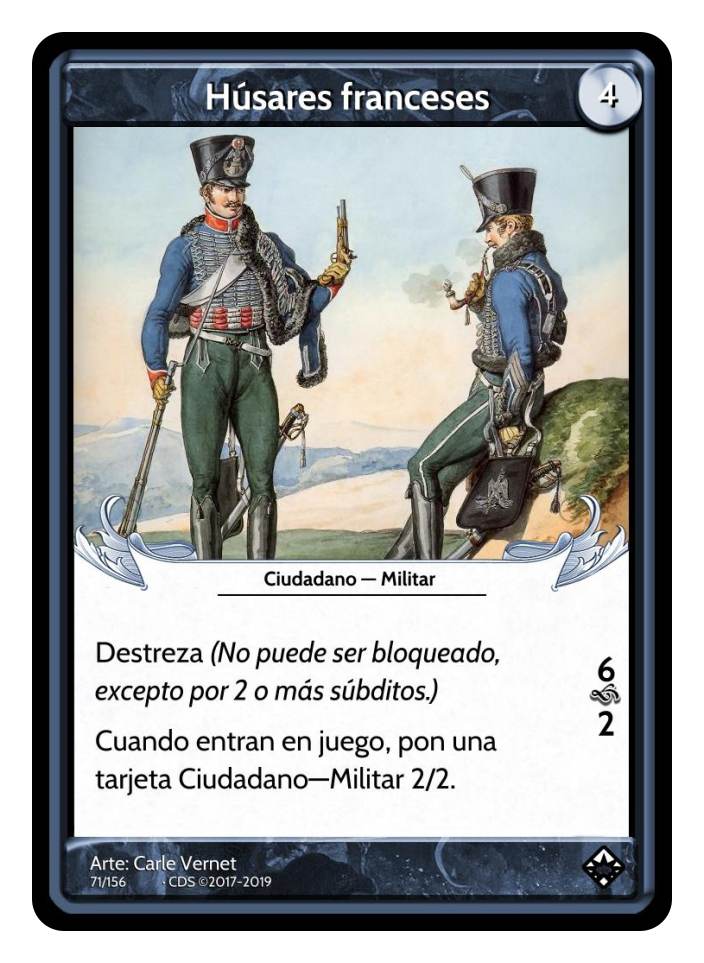 Húsares franceses
4
Ciudadano — Militar
Destreza (No puede ser bloqueado,
excepto por 2 o más súbditos.)
6
2
Cuando entran en juego, pon una
tarjeta Ciudadano—Militar 2/2.
Arte: Carle Vernet
71/156 · CDS ©2017-2019